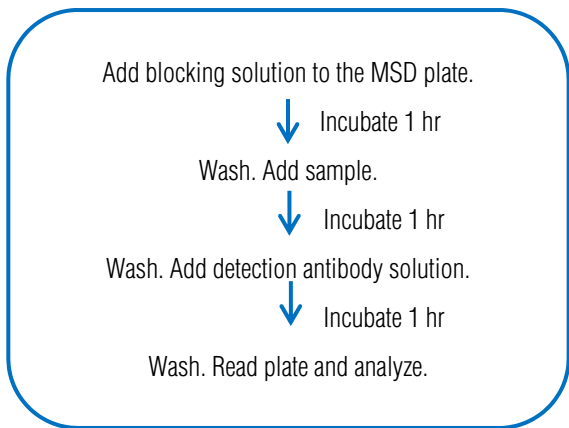 Add blocking solution to the MSD plate.
Incubate 1 hr
Wash. Add sample.
Incubate 1 hr
Wash. Add detection antibody solution.
Incubate 1 hr
Wash. Read plate and analyze.